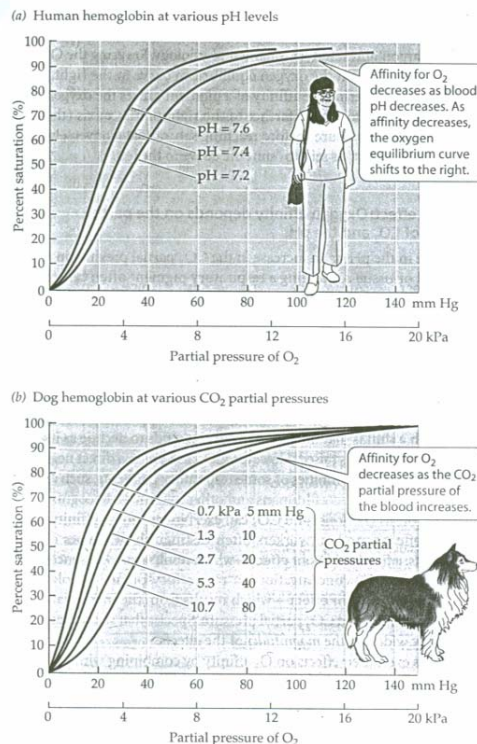 (a) Human hemoglobin at various pH levels
Percent saturation (%)
100
90
80
70
60
50
40
30
20
10
0
pH = 7.6
pH = 7.4
pH = 7.2
Affinity for O₂
decreases as blood
pH decreases. As
affinity decreases,
the oxygen
equilibrium curve
shifts to the right.
0 20 40 60 80 100 120 140 mm Hg
0 4 8 12 16 20 kPa
Partial pressure of O₂
(b) Dog hemoglobin at various CO₂ partial pressures
Percent saturation (%)
100
90
80
70
60
50
40
30
20
10
0
Affinity for O₂
decreases as the CO₂
partial pressure of
the blood increases.
0.7 kPa 5 mm Hg
1.3 10
2.7 20
5.3 40
10.7 80
CO₂ partial
pressures
0 20 40 60 80 100 120 140 mm Hg
0 4 8 12 16 20 kPa
Partial pressure of O₂